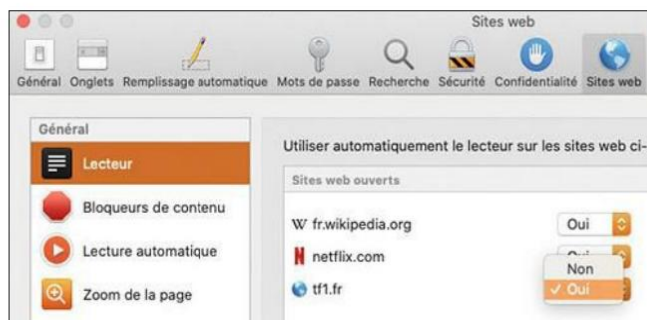 Sites web
Général Onglets Remplissage automatique Mots de passe Recherche Sécurité Confidentialité Sites web
Général
Lecteur
Bloqueurs de contenu
Lecture automatique
Zoom de la page
Utiliser automatiquement le lecteur sur les sites web ci-
Sites web ouverts
W fr.wikipedia.org Oui
N netflix.com Oui
tf1.fr
Non
✓ Oui